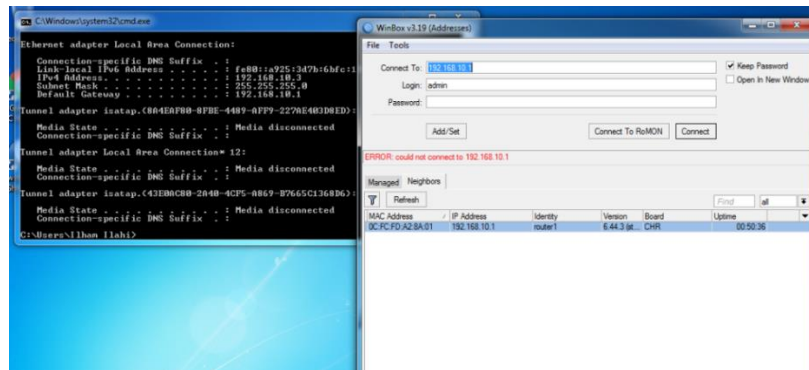 C:\Windows\system32\cmd.exe
Ethernet adapter Local Area Connection:
Connection-specific DNS Suffix . :
Link-local IPv6 Address . . . . . : fe80::a925:3d7b:6bfc:1
IPv4 Address. . . . . . . . . . . : 192.168.10.3
Subnet Mask . . . . . . . . . . . : 255.255.255.0
Default Gateway . . . . . . . . . : 192.168.10.1
Tunnel adapter isatap.{8A4EAF80-8FBE-4489-AFF9-227AE403D8ED}:
Media State . . . . . . . . . . . : Media disconnected
Connection-specific DNS Suffix . :
Tunnel adapter Local Area Connection* 12:
Media State . . . . . . . . . . . : Media disconnected
Connection-specific DNS Suffix . :
Tunnel adapter isatap.{43E0AC80-2A40-4CF5-A869-B7665C1368D6}:
Media State . . . . . . . . . . . : Media disconnected
Connection-specific DNS Suffix . :
C:\Users\Ilham Ilahi>
WinBox v3.19 (Addresses)
File Tools
Connect To: 192.168.10.1
Keep Password
Login: admin
Open In New Window
Password:
Add/Set Connect To RoMON Connect
ERROR: could not connect to 192.168.10.1
Managed Neighbors
Refresh Find all
MAC Address IP Address Identity Version Board Uptime
0C:FC:FD:A2:8A:01 192.168.10.1 router1 6.44.3 (st... CHR 00:50:36